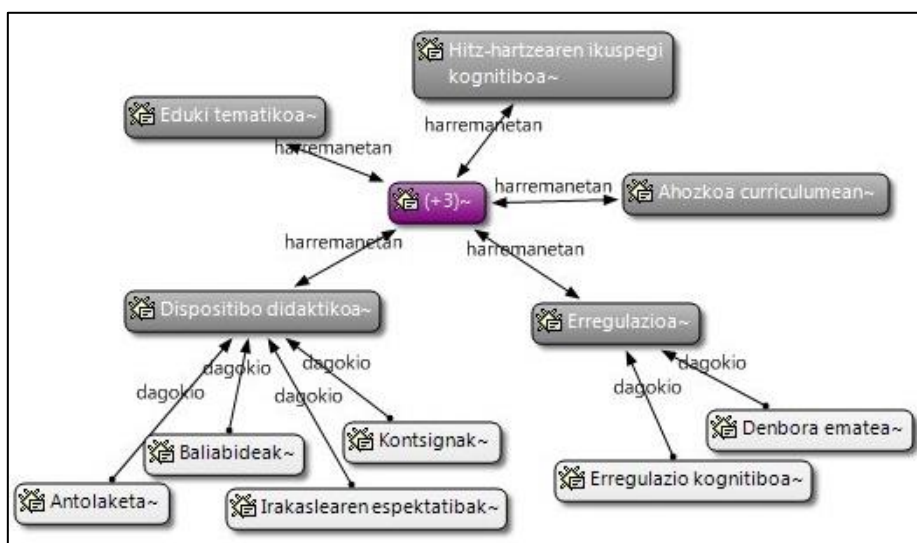 Hitz-hartzearen ikuspegi
kognitiboa~
Eduki tematikoa~
harremanetan
harremanetan
harremanetan
Ahozkoa curriculumean~
(+3)~
harremanetan
harremanetan
Dispositibo didaktikoa~
Erregulazioa~
dagokio
dagokio
dagokio
dagokio
dagokio
dagokio
Kontsignak~
Denbora ematea~
Baliabideak~
Erregulazio kognitiboa~
Antolaketa~
Irakaslearen espektatibak~